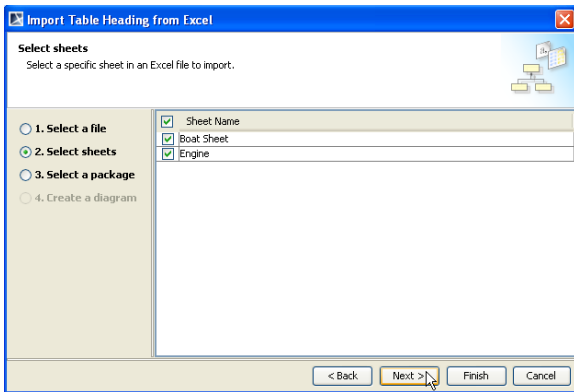 Import Table Heading from Excel
Select sheets
Select a specific sheet in an Excel file to import.
1. Select a file
2. Select sheets
3. Select a package
4. Create a diagram
Sheet Name
Boat Sheet
Engine
< Back
Next >
Finish
Cancel